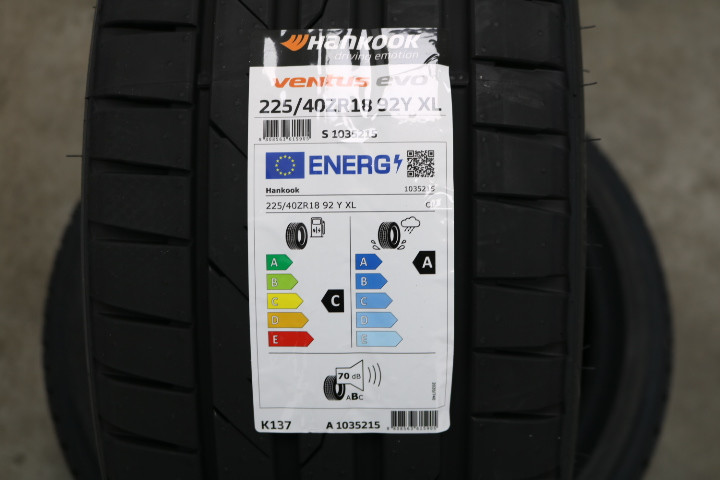 Hankook
driving emotion
ventus evo
225/40ZR18 92Y XL
S 1035215
ENERG
Hankook 1035215
225/40ZR18 92 Y XL
A A
B B
C C
D D
E E
A
C
70 dB
ABC
K137 A 1035215